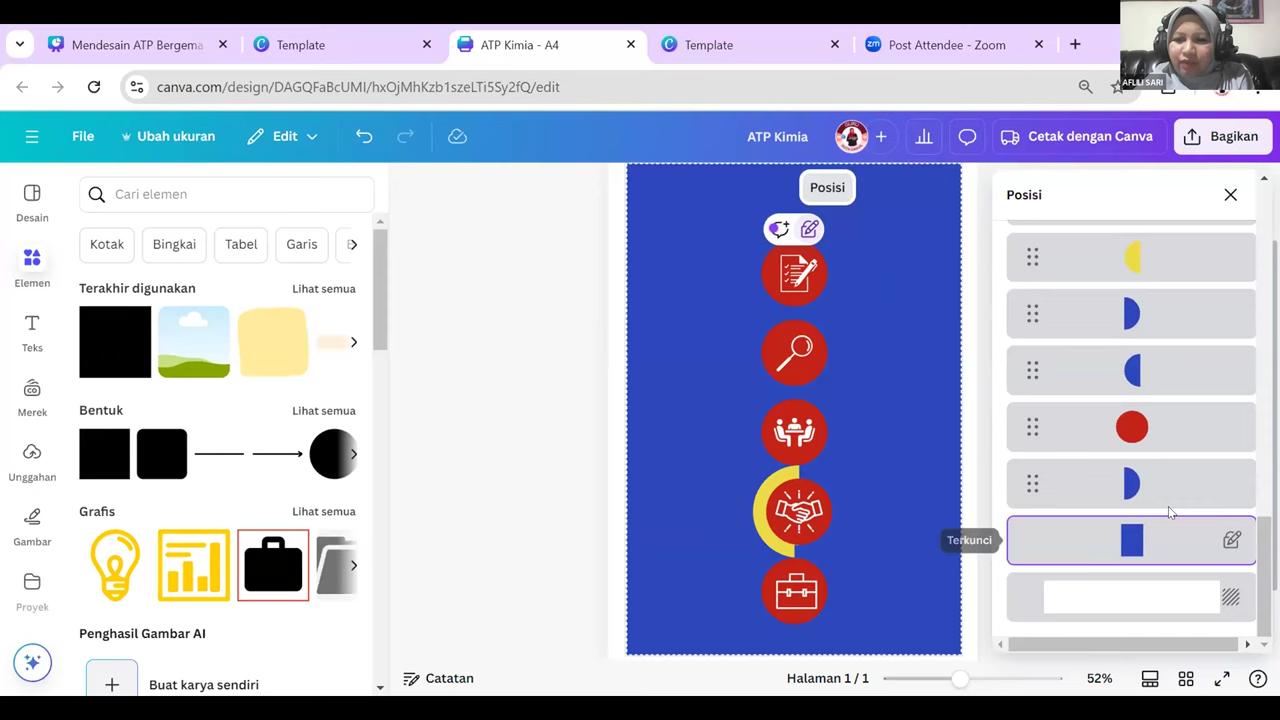 Mendesain ATP Bergema
Template
ATP Kimia - A4
Template
Post Attendee - Zoom
zm
AFLILI SARI
canva.com/design/DAGQFaBcUMI/hxOjMhKzb1szeLTi5Sy2fQ/edit
File
Ubah ukuran
Edit
ATP Kimia
Cetak dengan Canva
Bagikan
Desain
Elemen
Teks
Merek
Unggahan
Gambar
Proyek
Cari elemen
Kotak
Bingkai
Tabel
Garis
Terakhir digunakan
Lihat semua
Bentuk
Lihat semua
Grafis
Lihat semua
Penghasil Gambar AI
Buat karya sendiri
Posisi
Posisi
Terkunci
Catatan
Halaman 1 / 1
52%